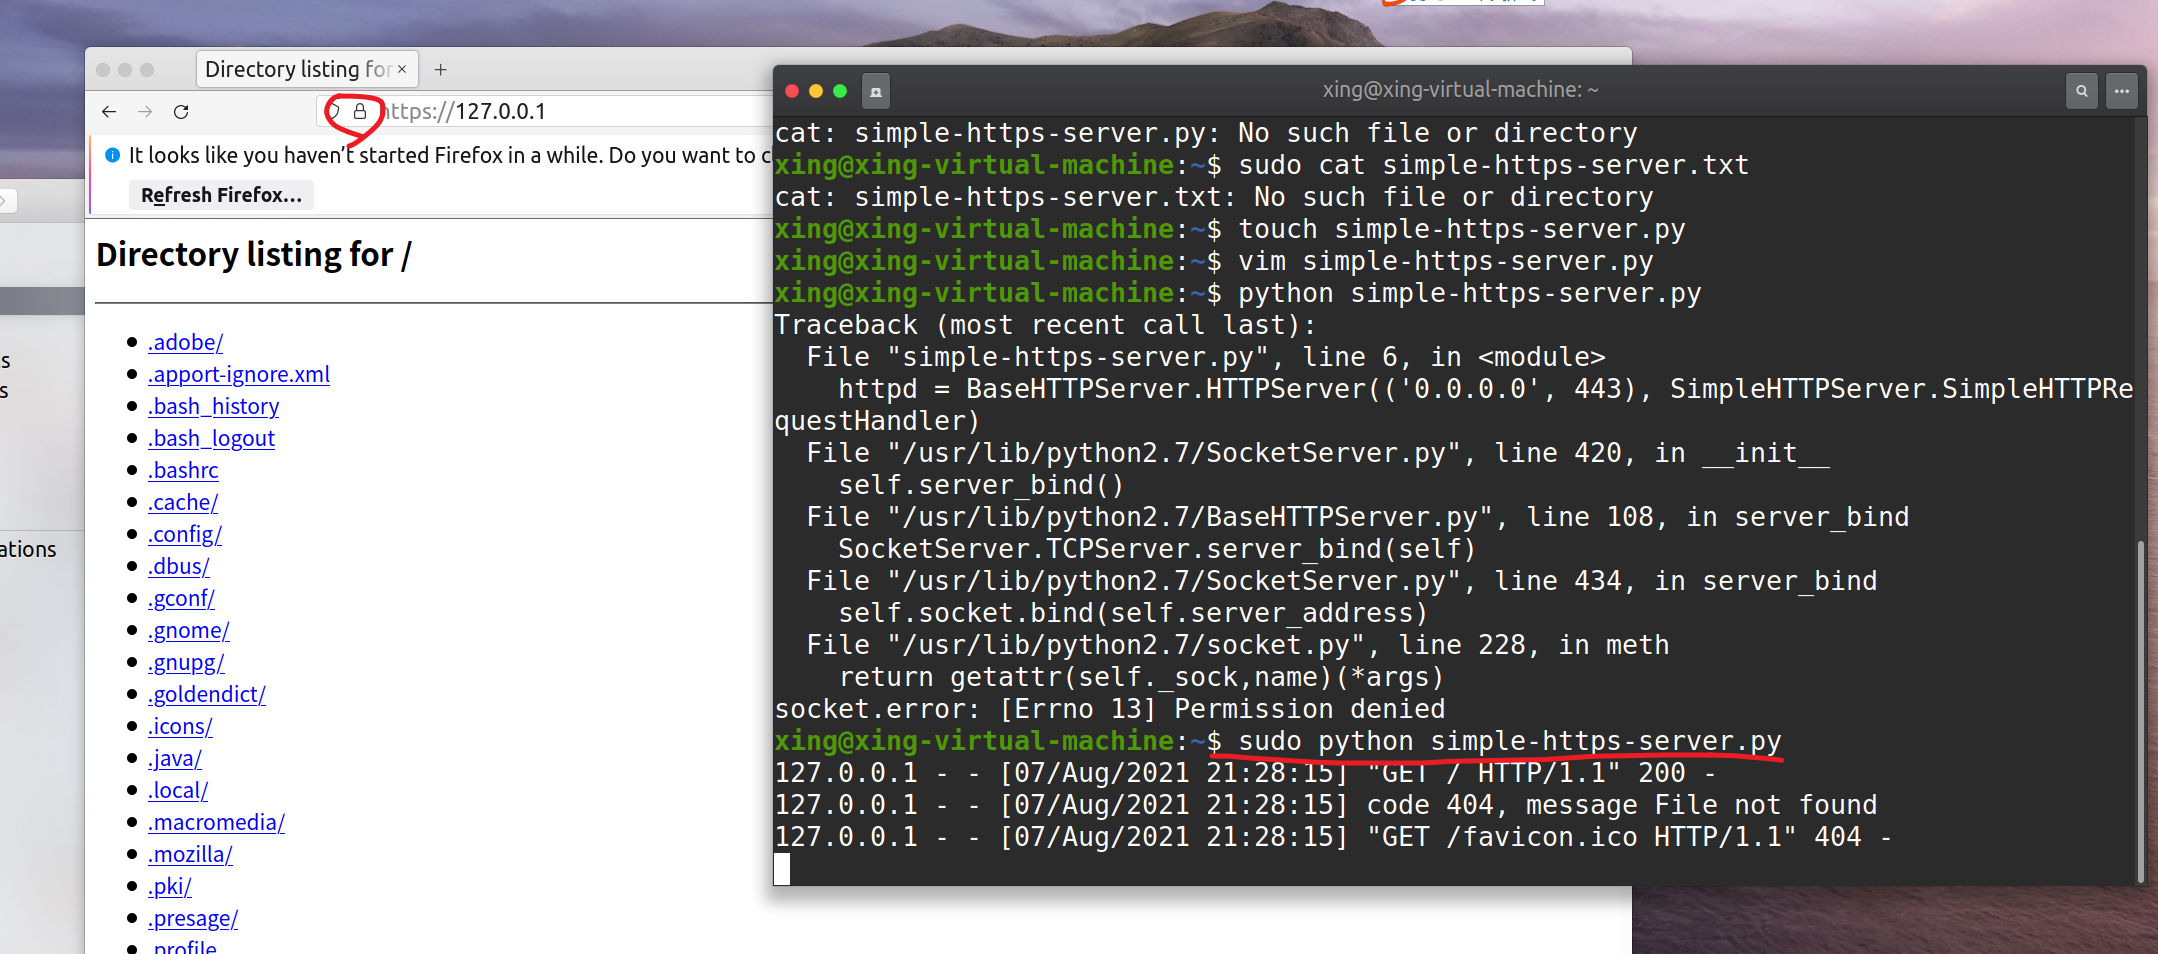 Directory listing for
https://127.0.0.1
It looks like you haven't started Firefox in a while. Do you want to c
Refresh Firefox...
Directory listing for /
.adobe/
.apport-ignore.xml
.bash_history
.bash_logout
.bashrc
.cache/
.config/
.dbus/
.gconf/
.gnome/
.gnupg/
.goldendict/
.icons/
.java/
.local/
.macromedia/
.mozilla/
.pki/
.presage/
.profile
s
s
ations
xing@xing-virtual-machine: ~
cat: simple-https-server.py: No such file or directory
xing@xing-virtual-machine:~$ sudo cat simple-https-server.txt
cat: simple-https-server.txt: No such file or directory
xing@xing-virtual-machine:~$ touch simple-https-server.py
xing@xing-virtual-machine:~$ vim simple-https-server.py
xing@xing-virtual-machine:~$ python simple-https-server.py
Traceback (most recent call last):
  File "simple-https-server.py", line 6, in <module>
    httpd = BaseHTTPServer.HTTPServer(('0.0.0.0', 443), SimpleHTTPServer.SimpleHTTPRe
questHandler)
  File "/usr/lib/python2.7/SocketServer.py", line 420, in __init__
    self.server_bind()
  File "/usr/lib/python2.7/BaseHTTPServer.py", line 108, in server_bind
    SocketServer.TCPServer.server_bind(self)
  File "/usr/lib/python2.7/SocketServer.py", line 434, in server_bind
    self.socket.bind(self.server_address)
  File "/usr/lib/python2.7/socket.py", line 228, in meth
    return getattr(self._sock,name)(*args)
socket.error: [Errno 13] Permission denied
xing@xing-virtual-machine:~$ sudo python simple-https-server.py
127.0.0.1 - - [07/Aug/2021 21:28:15] "GET / HTTP/1.1" 200 -
127.0.0.1 - - [07/Aug/2021 21:28:15] code 404, message File not found
127.0.0.1 - - [07/Aug/2021 21:28:15] "GET /favicon.ico HTTP/1.1" 404 -